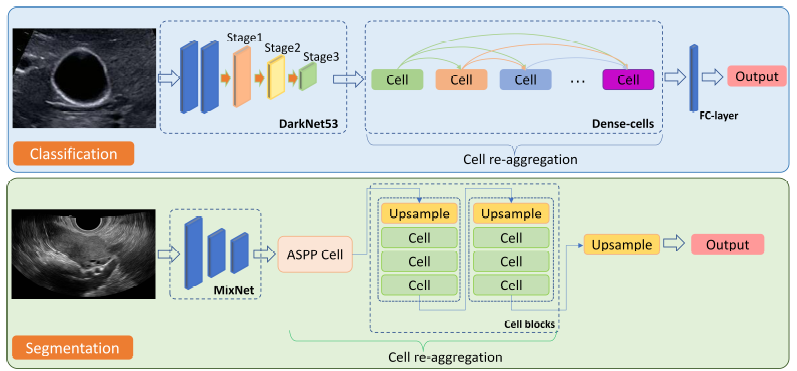 Stage1
Stage2
Stage3
Cell
Cell
Cell
...
Cell
Output
DarkNet53
Dense-cells
FC-layer
Classification
Cell re-aggregation
Upsample
Upsample
Cell
Cell
ASPP Cell
Cell
Cell
Upsample
Output
Cell
Cell
MixNet
Cell blocks
Segmentation
Cell re-aggregation